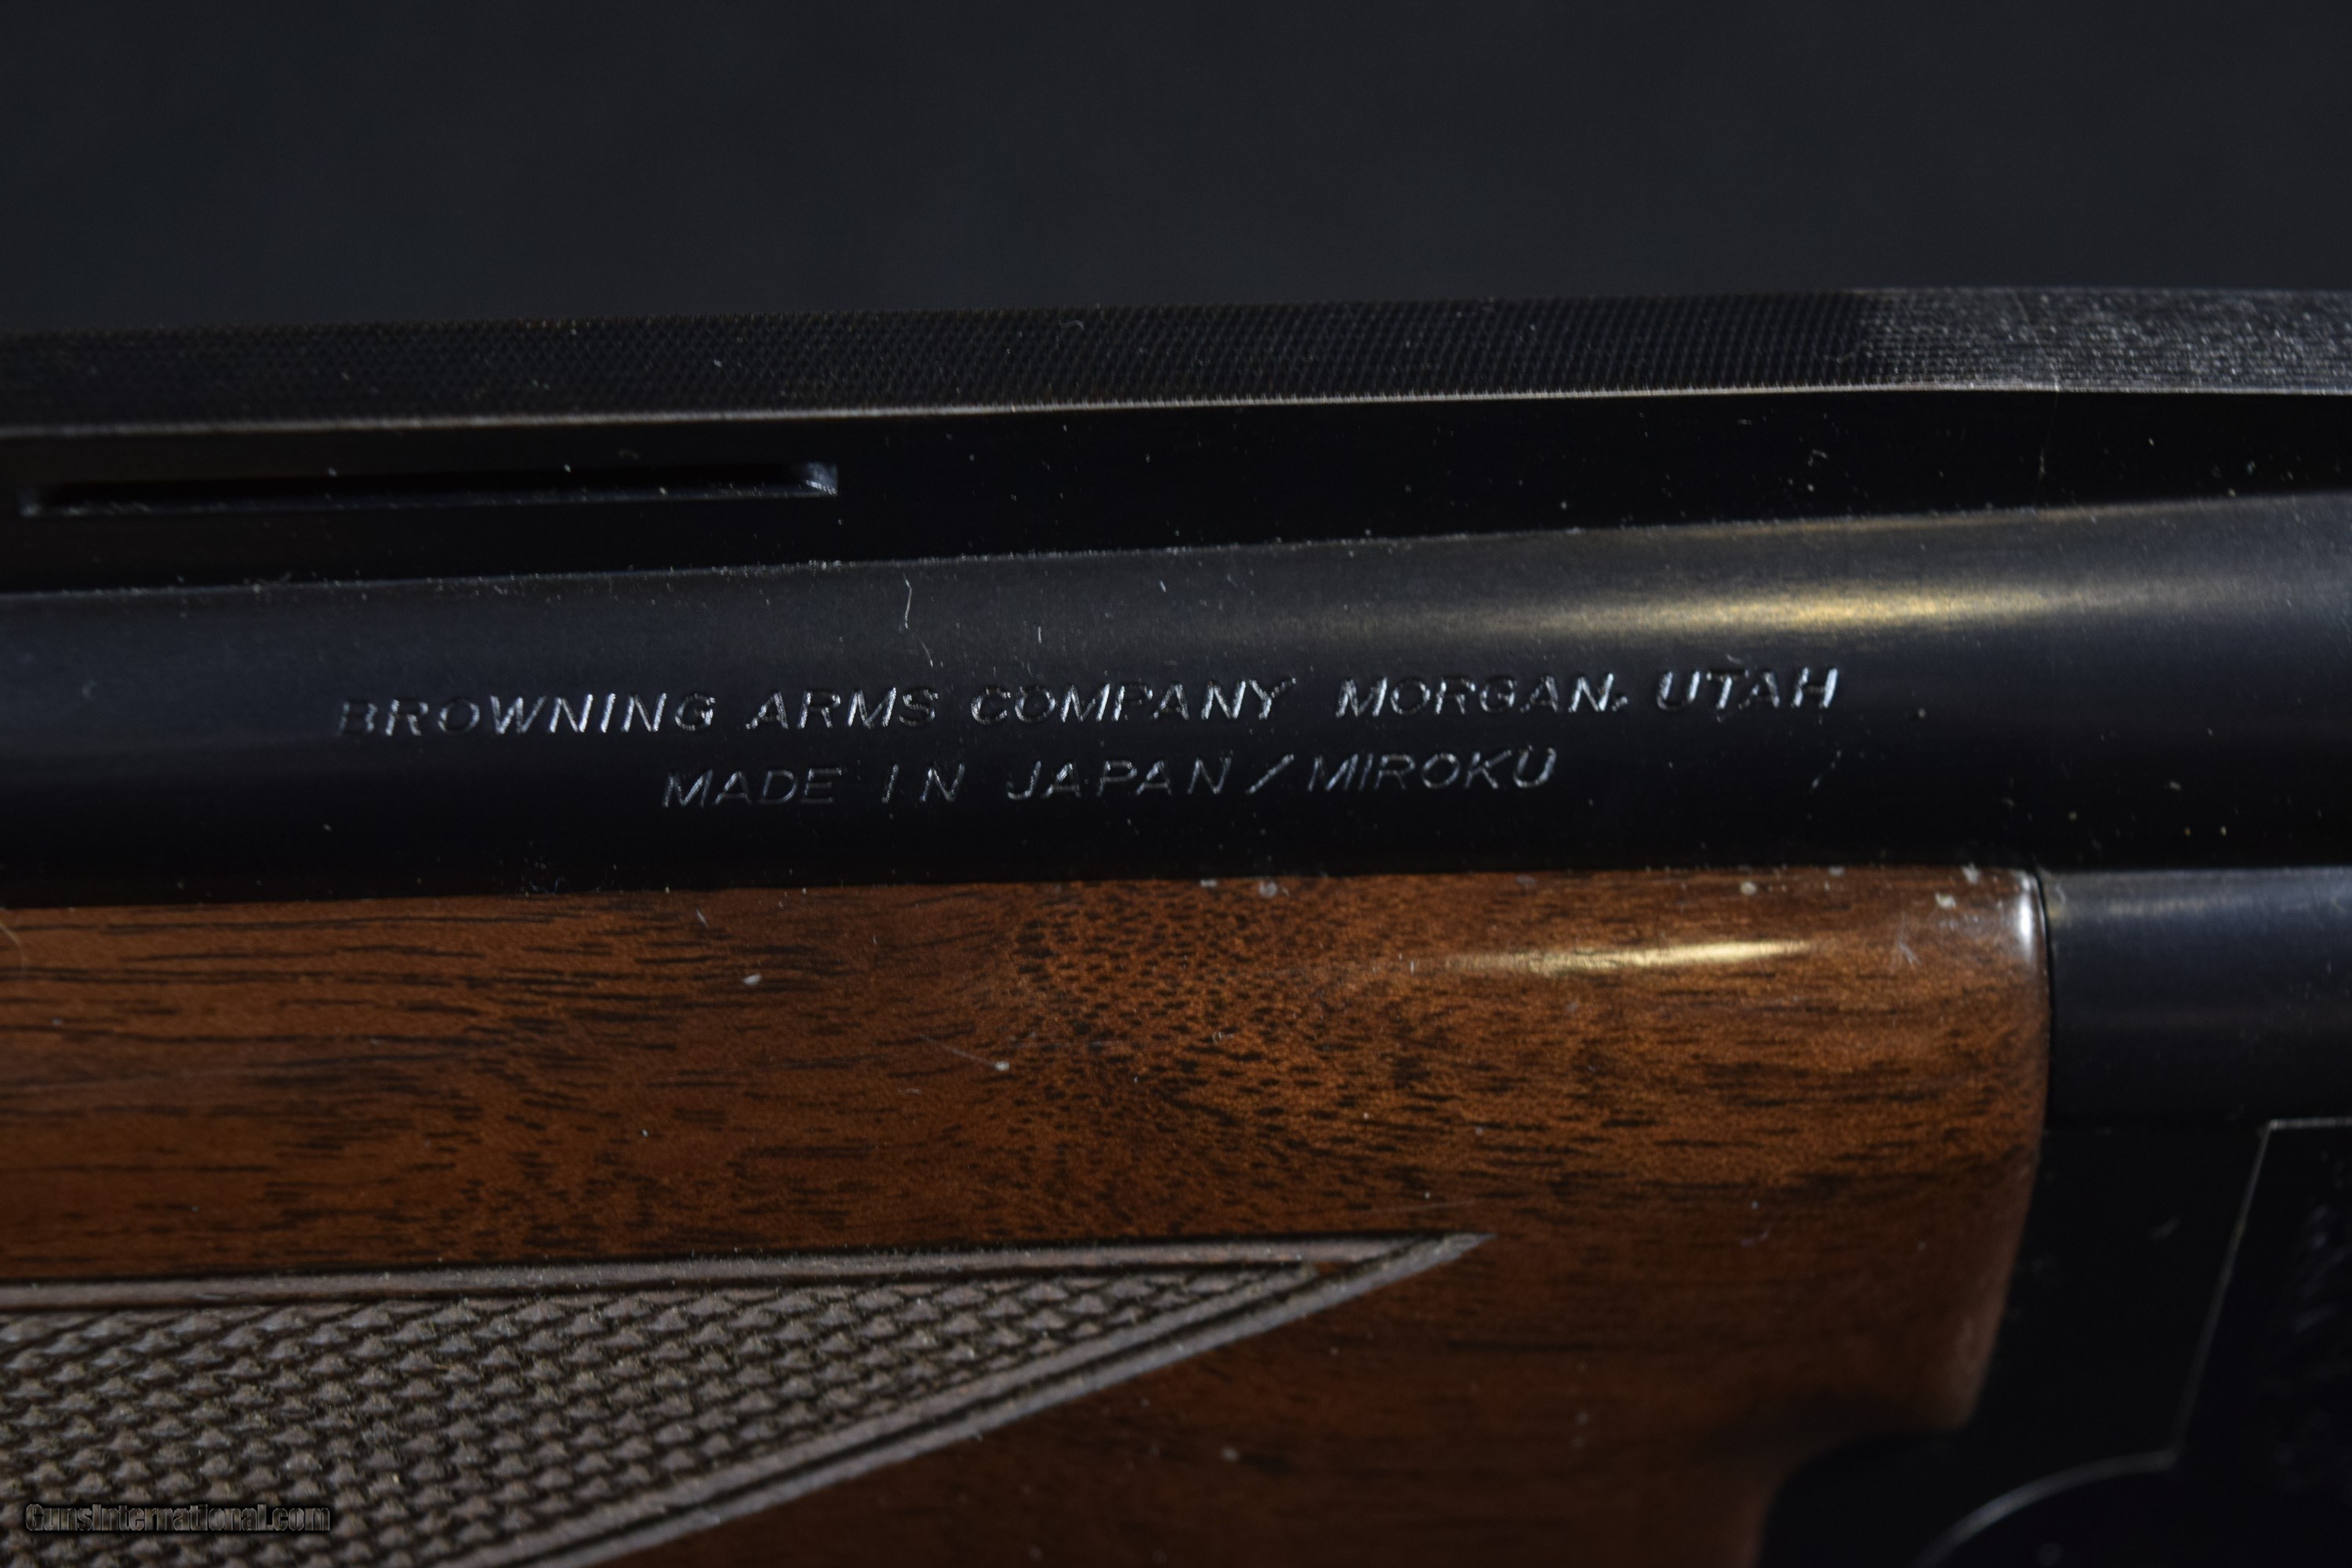 BROWNING ARMS COMPANY MORGAN, UTAH
MADE IN JAPAN/MIROKU
GunsInternational.com